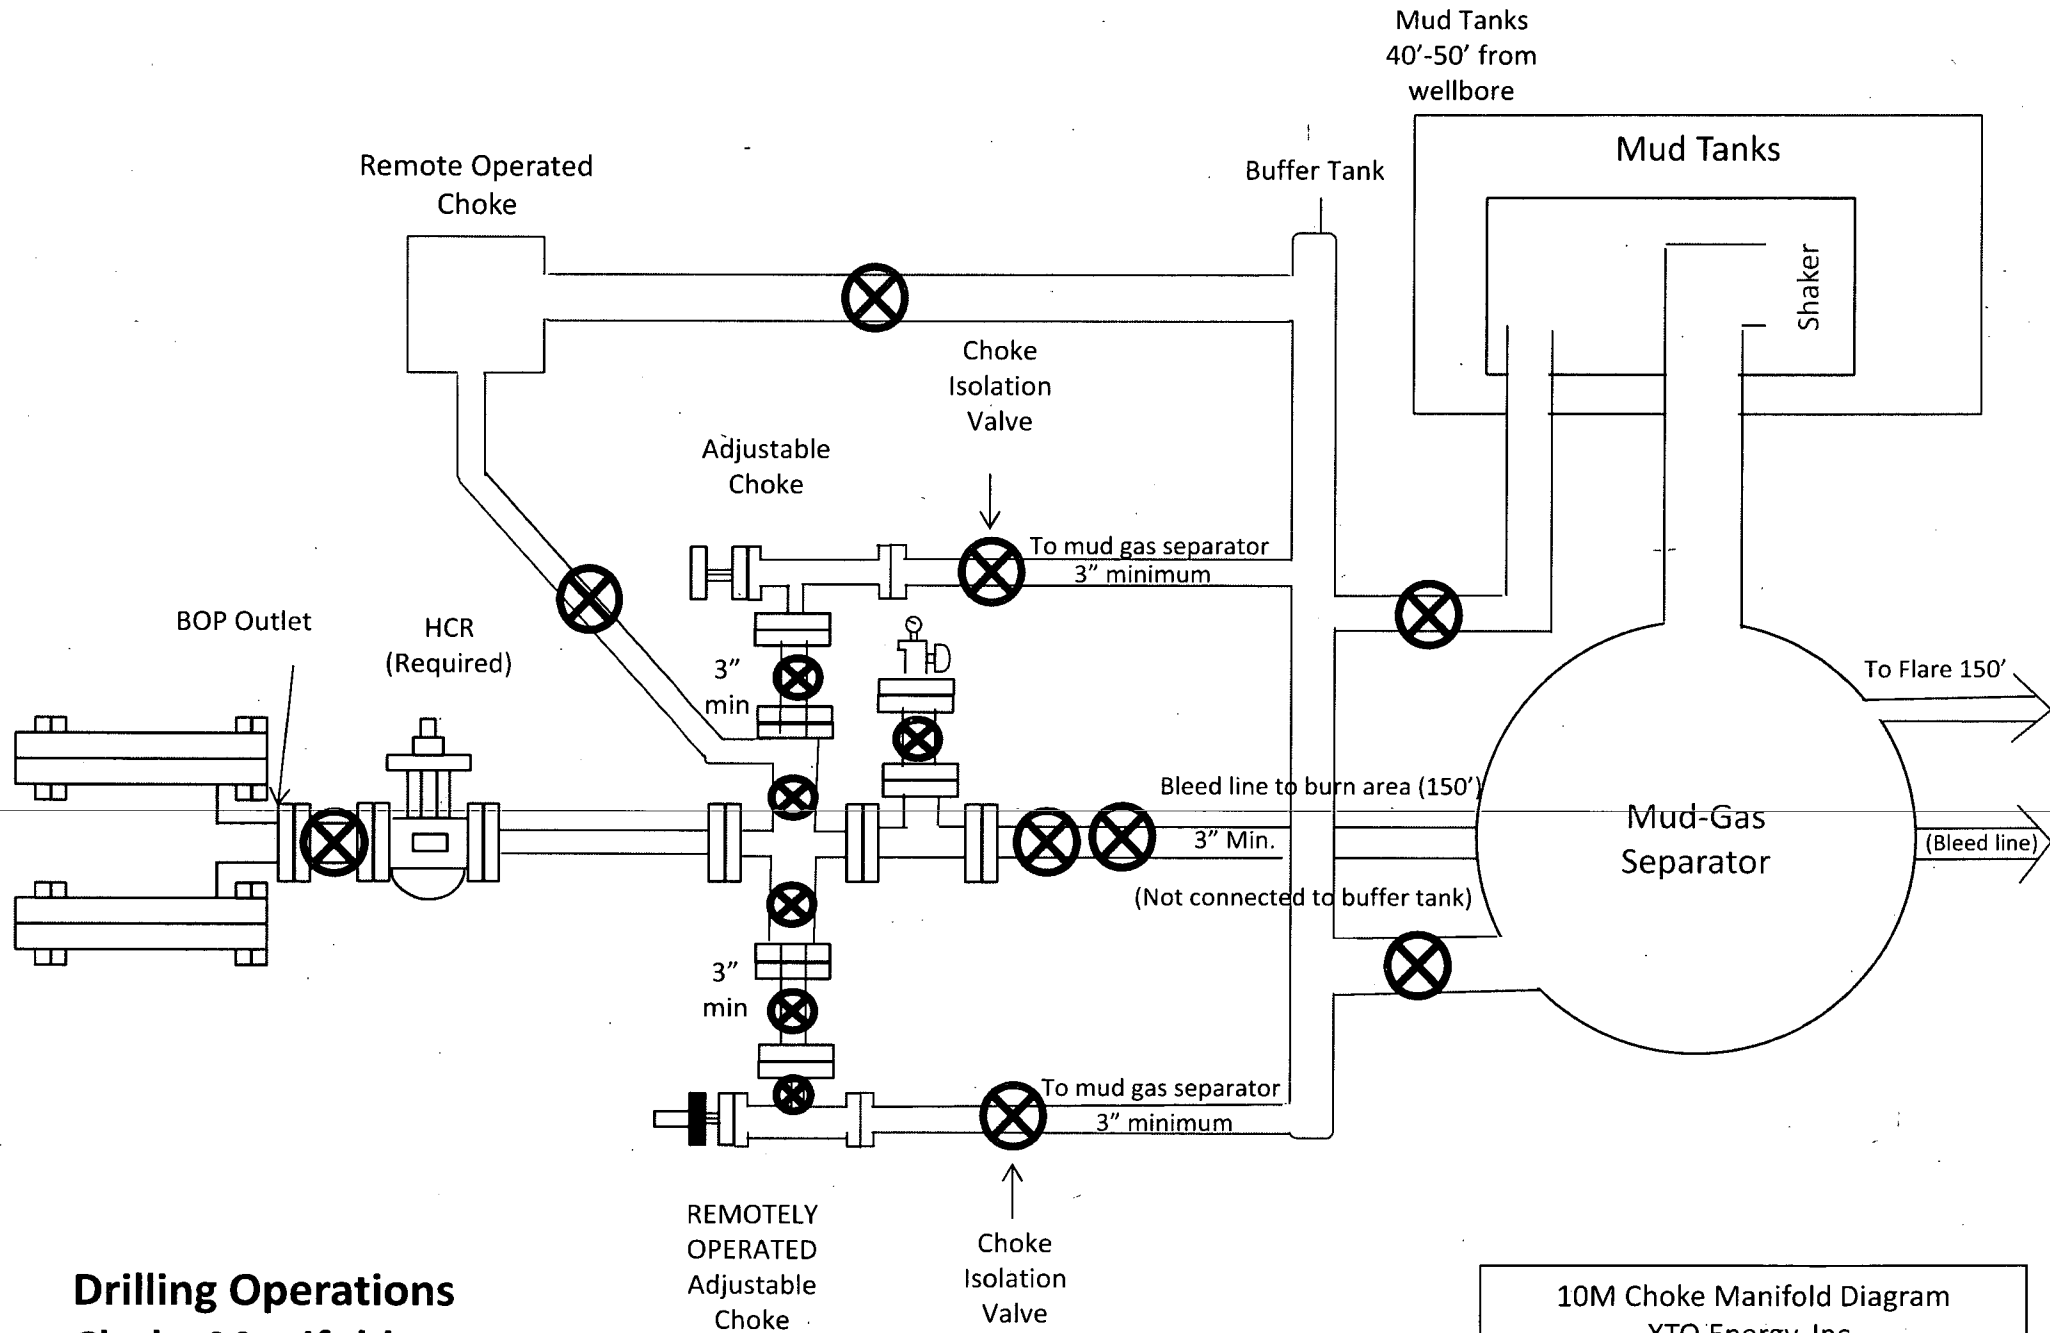 Mud Tanks
40’-50’ from
wellbore
Mud Tanks
Remote Operated
Choke
Buffer Tank
Shaker
Choke
Isolation
Valve
Adjustable
Choke
To mud gas separator
3” minimum
BOP Outlet
HCR
(Required)
3”
min
To Flare 150’
Bleed line to burn area (150’)
3” Min.
Mud-Gas
Separator
(Bleed line)
(Not connected to buffer tank)
3”
min
To mud gas separator
3” minimum
REMOTELY
OPERATED
Adjustable
Choke
Choke
Isolation
Valve
Drilling Operations
10M Choke Manifold Diagram
XTO Energy, Inc.